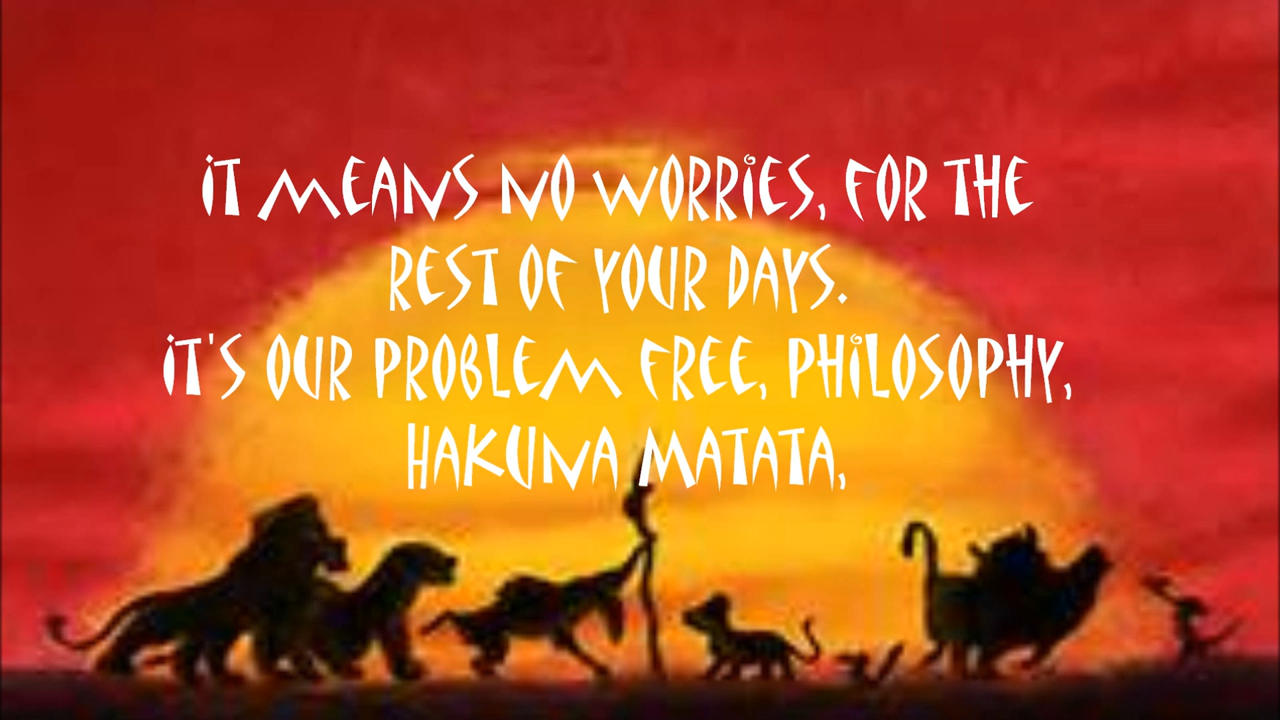 IT MEANS NO WORRIES, FOR THE
REST OF YOUR DAYS.
IT'S OUR PROBLEM FREE, PHILOSOPHY,
HAKUNA MATATA,